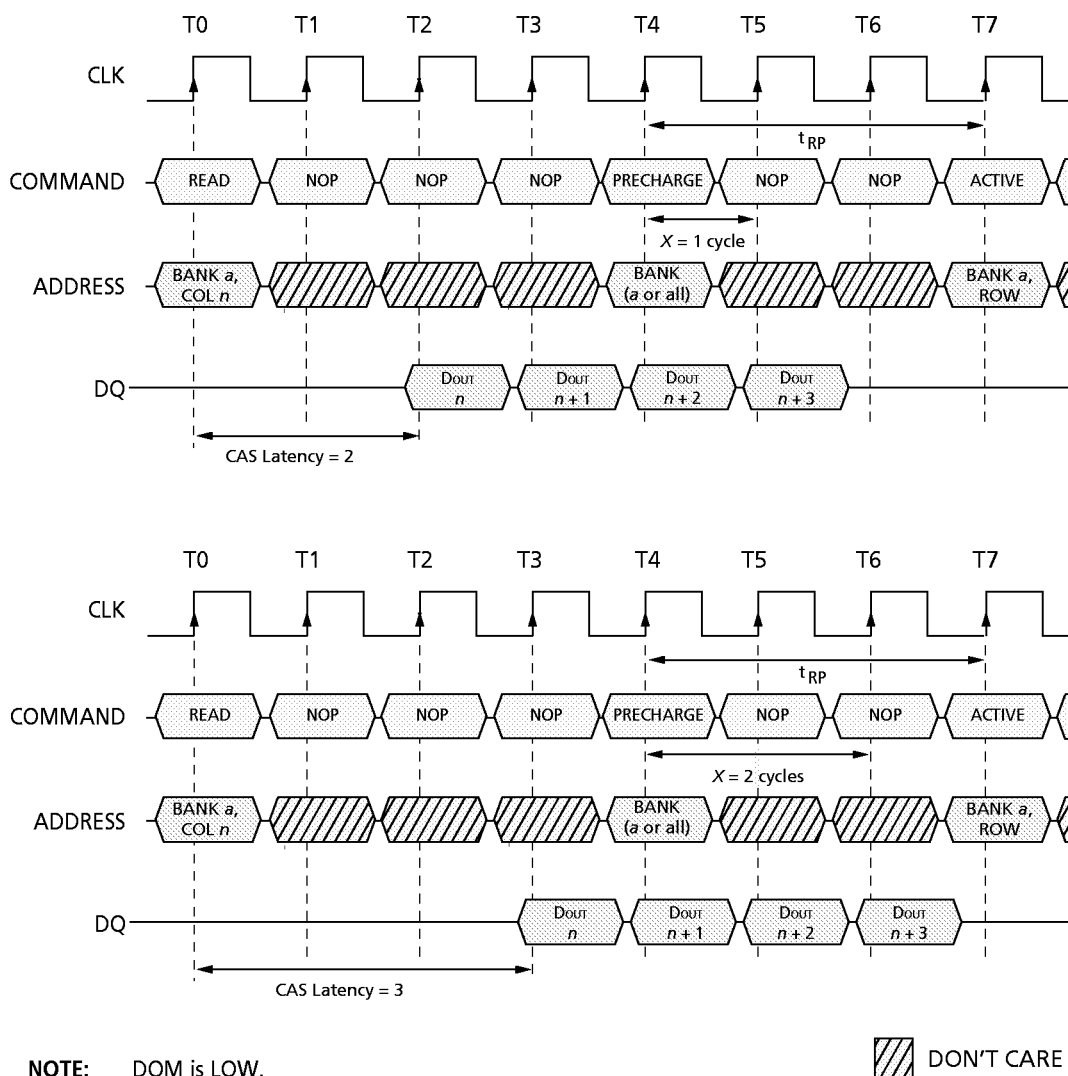 T0 T1 T2 T3 T4 T5 T6 T7
CLK
tRP
COMMAND READ NOP NOP NOP PRECHARGE NOP NOP ACTIVE
X = 1 cycle
ADDRESS BANK a, COL n BANK (a or all) BANK a, ROW
DQ DOUT n DOUT n + 1 DOUT n + 2 DOUT n + 3
CAS Latency = 2
T0 T1 T2 T3 T4 T5 T6 T7
CLK
tRP
COMMAND READ NOP NOP NOP PRECHARGE NOP NOP ACTIVE
X = 2 cycles
ADDRESS BANK a, COL n BANK (a or all) BANK a, ROW
DQ DOUT n DOUT n + 1 DOUT n + 2 DOUT n + 3
CAS Latency = 3
NOTE: DQM is LOW.
DON'T CARE